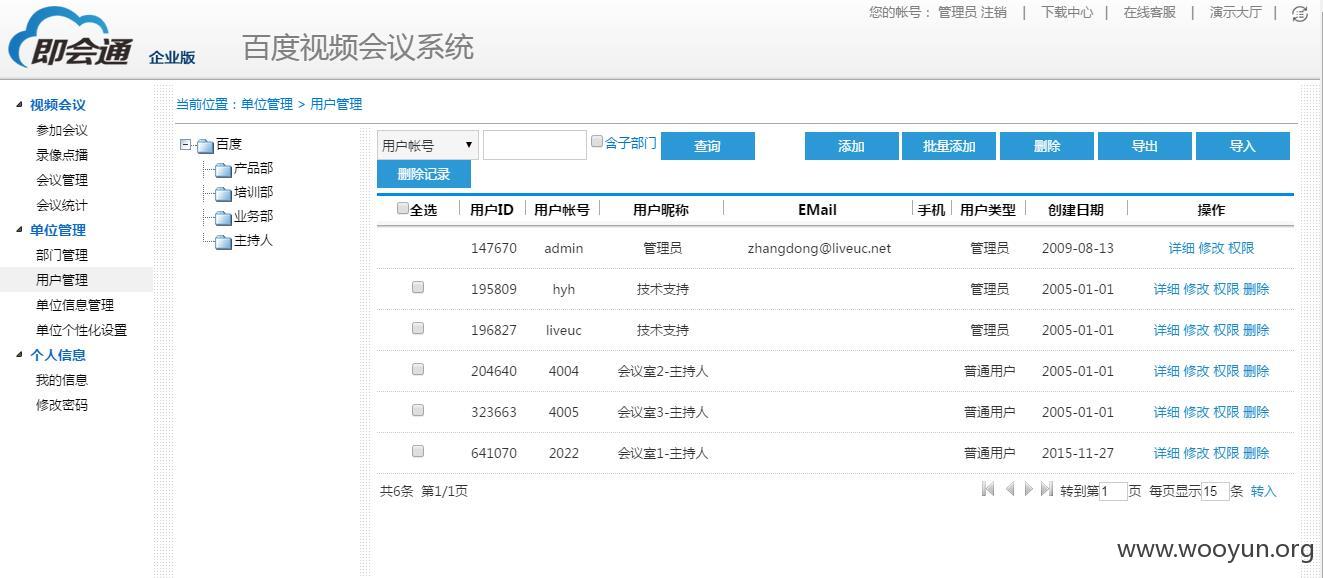 即会通 企业版
百度视频会议系统
您的帐号： 管理员 注销 | 下载中心 | 在线客服 | 演示大厅 |
视频会议
参加会议
录像点播
会议管理
会议统计
单位管理
部门管理
用户管理
单位信息管理
单位个性化设置
个人信息
我的信息
修改密码
当前位置：单位管理 > 用户管理
百度
产品部
培训部
业务部
主持人
用户帐号 含子部门 查询 添加 批量添加 删除 导出 导入
删除记录
全选 用户ID 用户帐号 用户昵称 EMail 手机 用户类型 创建日期 操作
147670 admin 管理员 zhangdong@liveuc.net 管理员 2009-08-13 详细 修改 权限
195809 hyh 技术支持 管理员 2005-01-01 详细 修改 权限 删除
196827 liveuc 技术支持 管理员 2005-01-01 详细 修改 权限 删除
204640 4004 会议室2-主持人 普通用户 2005-01-01 详细 修改 权限 删除
323663 4005 会议室3-主持人 普通用户 2005-01-01 详细 修改 权限 删除
641070 2022 会议室1-主持人 普通用户 2015-11-27 详细 修改 权限 删除
共6条 第1/1页 转到第1页 每页显示15条 转入
www.wooyun.org